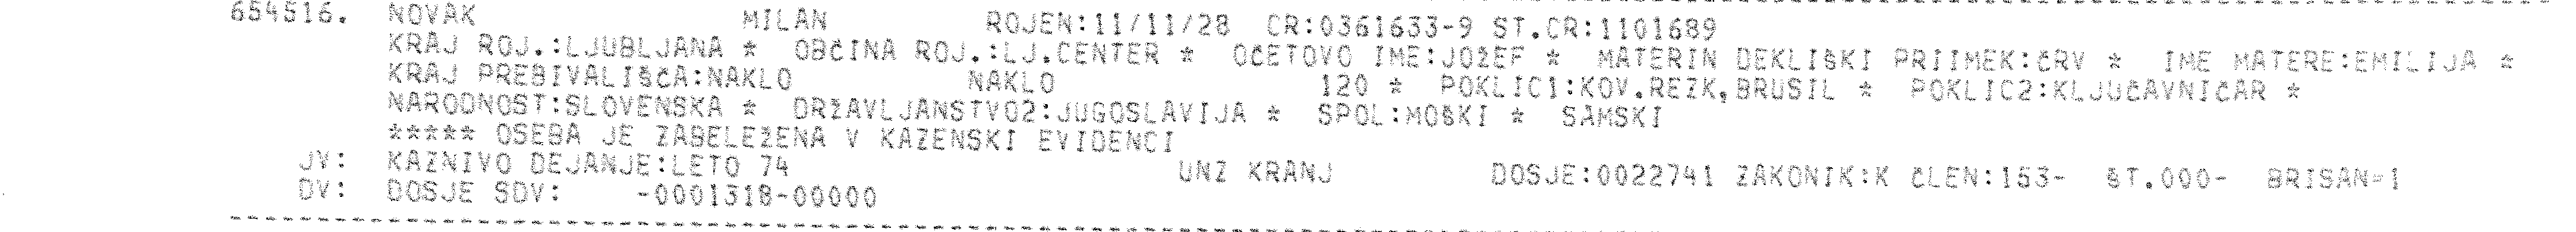 654516. NOVAK MILAN ROJEN:11/11/28 CR:0361633-9 ST.CR:1101689
KRAJ ROJ.:LJUBLJANA * OBČINA ROJ.:LJ.CENTER * OČETOVO IME:JOŽEF * MATERIN DEKLIŠKI PRIIMEK:ČRV * IME MATERE:EMILIJA *
KRAJ PREBIVALIŠČA:NAKLO NAKLO 120 * POKLIC1:KOV.REZK,BRUSIL * POKLIC2:KLJUČAVNIČAR *
NARODNOST:SLOVENSKA * DRŽAVLJANSTVO2:JUGOSLAVIJA * SPOL:MOŠKI * SAMSKI
***** OSEBA JE ZABELEŽENA V KAZENSKI EVIDENCI
JV: KAZNIVO DEJANJE:LETO 74 UNZ KRANJ DOSJE:0022741 ZAKONIK:K ČLEN:153- ŠT.000- BRISAN=1
DV: DOSJE SDV: -0001318-00000